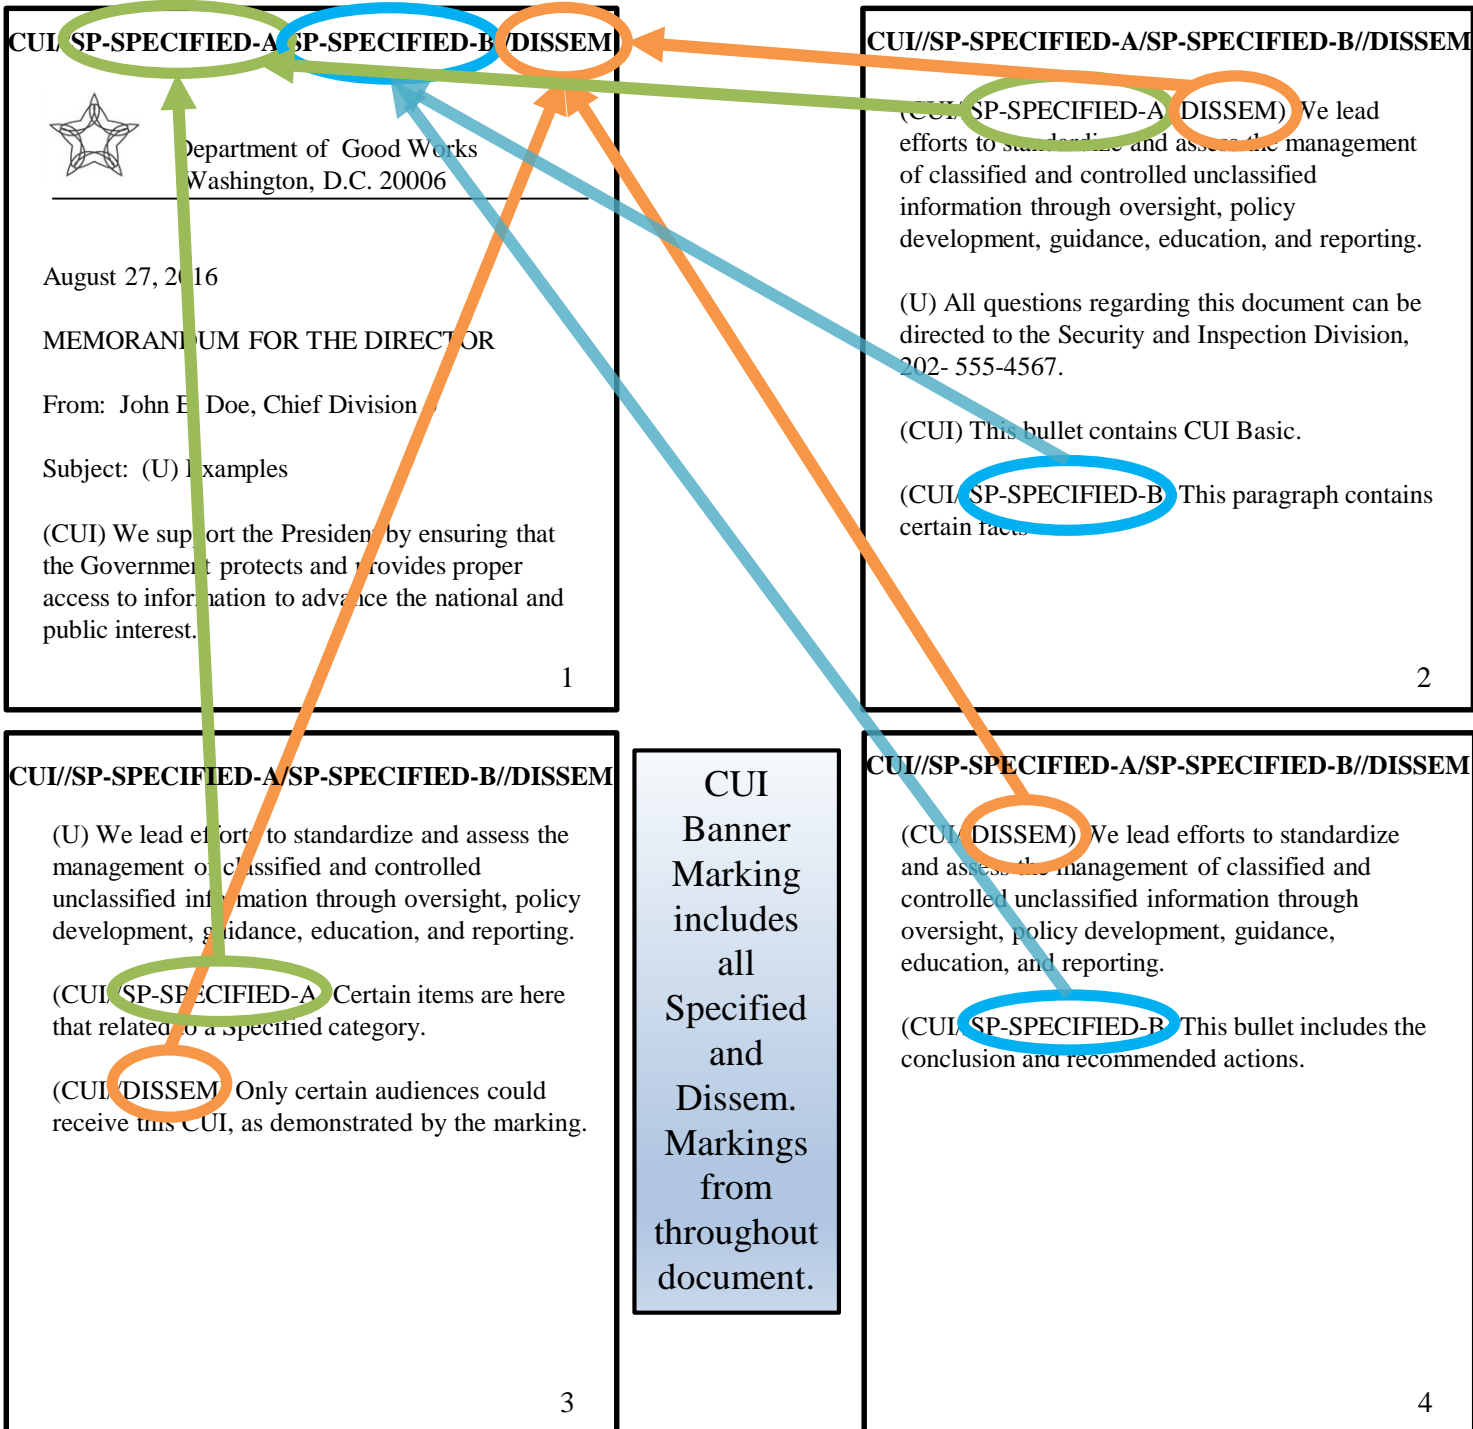 CUI//SP-SPECIFIED-A/SP-SPECIFIED-B//DISSEM
Department of Good Works
Washington, D.C. 20006
August 27, 2016
MEMORANDUM FOR THE DIRECTOR
From: John E. Doe, Chief Division
Subject: (U) Examples
(CUI) We support the President by ensuring that
the Government protects and provides proper
access to information to advance the national and
public interest.
1
CUI//SP-SPECIFIED-A/SP-SPECIFIED-B//DISSEM
(CUI//SP-SPECIFIED-A//DISSEM) We lead
efforts to standardize and assess the management
of classified and controlled unclassified
information through oversight, policy
development, guidance, education, and reporting.
(U) All questions regarding this document can be
directed to the Security and Inspection Division,
202- 555-4567.
(CUI) This bullet contains CUI Basic.
(CUI//SP-SPECIFIED-B) This paragraph contains
certain facts
2
CUI//SP-SPECIFIED-A/SP-SPECIFIED-B//DISSEM
(U) We lead efforts to standardize and assess the
management of classified and controlled
unclassified information through oversight, policy
development, guidance, education, and reporting.
(CUI//SP-SPECIFIED-A) Certain items are here
that related to a Specified category.
(CUI//DISSEM) Only certain audiences could
receive this CUI, as demonstrated by the marking.
3
CUI
Banner
Marking
includes
all
Specified
and
Dissem.
Markings
from
throughout
document.
CUI//SP-SPECIFIED-A/SP-SPECIFIED-B//DISSEM
(CUI//DISSEM) We lead efforts to standardize
and assess the management of classified and
controlled unclassified information through
oversight, policy development, guidance,
education, and reporting.
(CUI//SP-SPECIFIED-B) This bullet includes the
conclusion and recommended actions.
4